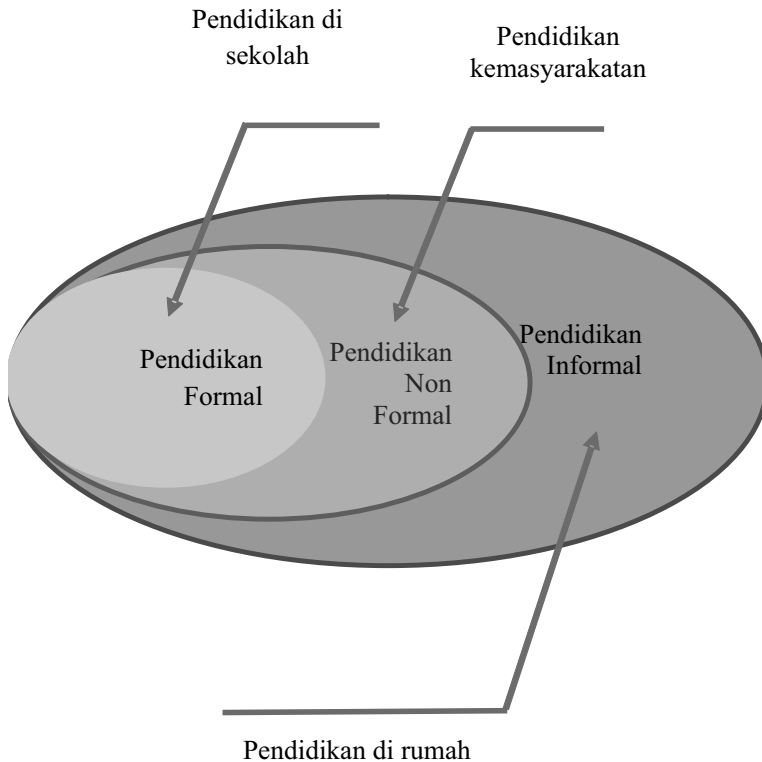 Pendidikan di
sekolah
Pendidikan
kemasyarakatan
Pendidikan
Formal
Pendidikan
Non
Formal
Pendidikan
Informal
Pendidikan di rumah